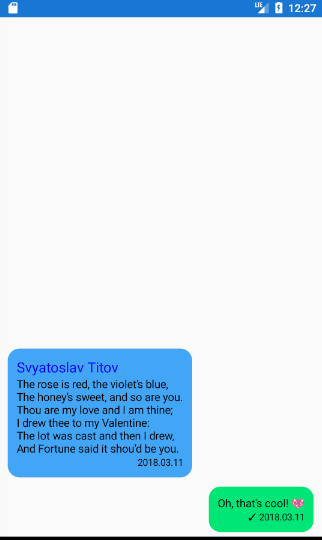 LTE 12:27
Svyatoslav Titov
The rose is red, the violet's blue,
The honey's sweet, and so are you.
Thou are my love and I am thine;
I drew thee to my Valentine:
The lot was cast and then I drew,
And Fortune said it shou'd be you.
2018.03.11
Oh, that's cool! 💖
✓ 2018.03.11